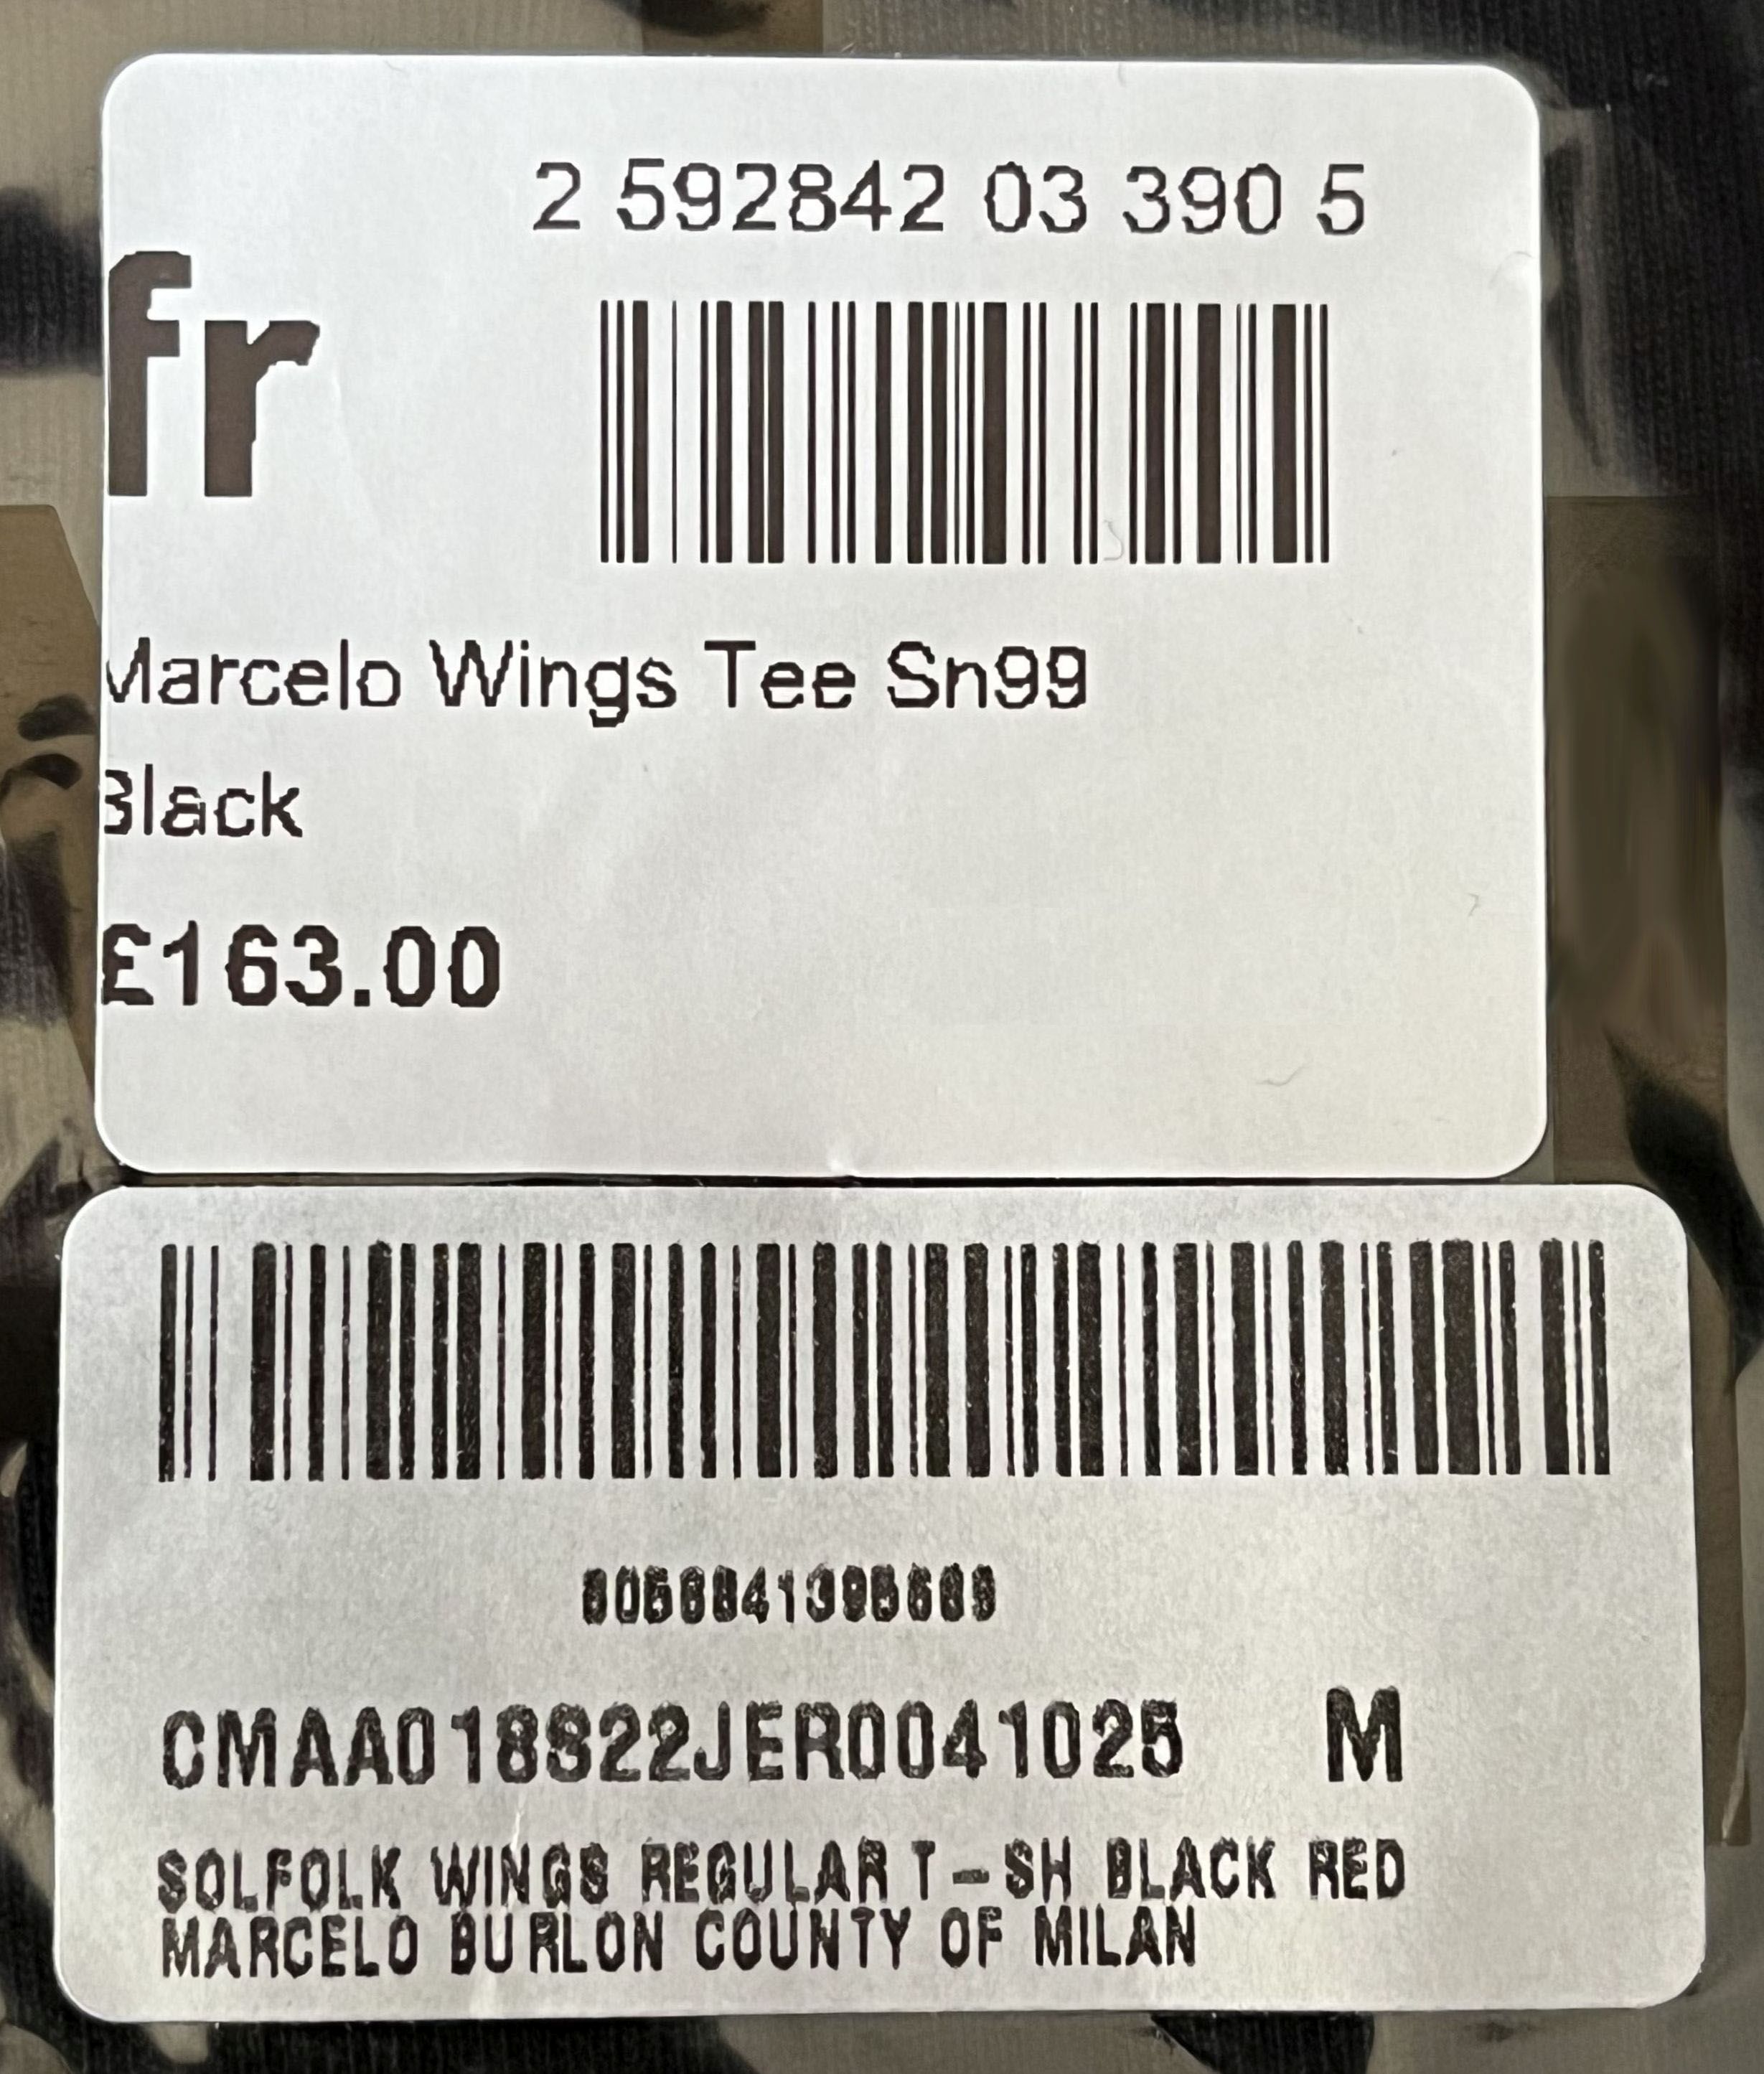 2 592842 03 390 5
fr
Marcelo Wings Tee Sn99
Black
£163.00
CMAA018S22JER0041025 M
SOLFOLK WINGS REGULAR T-SH BLACK RED
MARCELO BURLON COUNTY OF MILAN